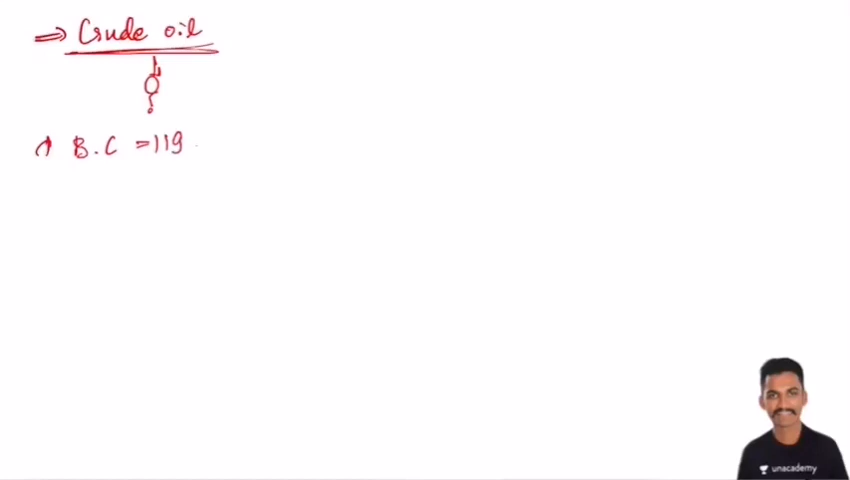 ⇒ Crude oil
↑ B.C = 119
unacademy